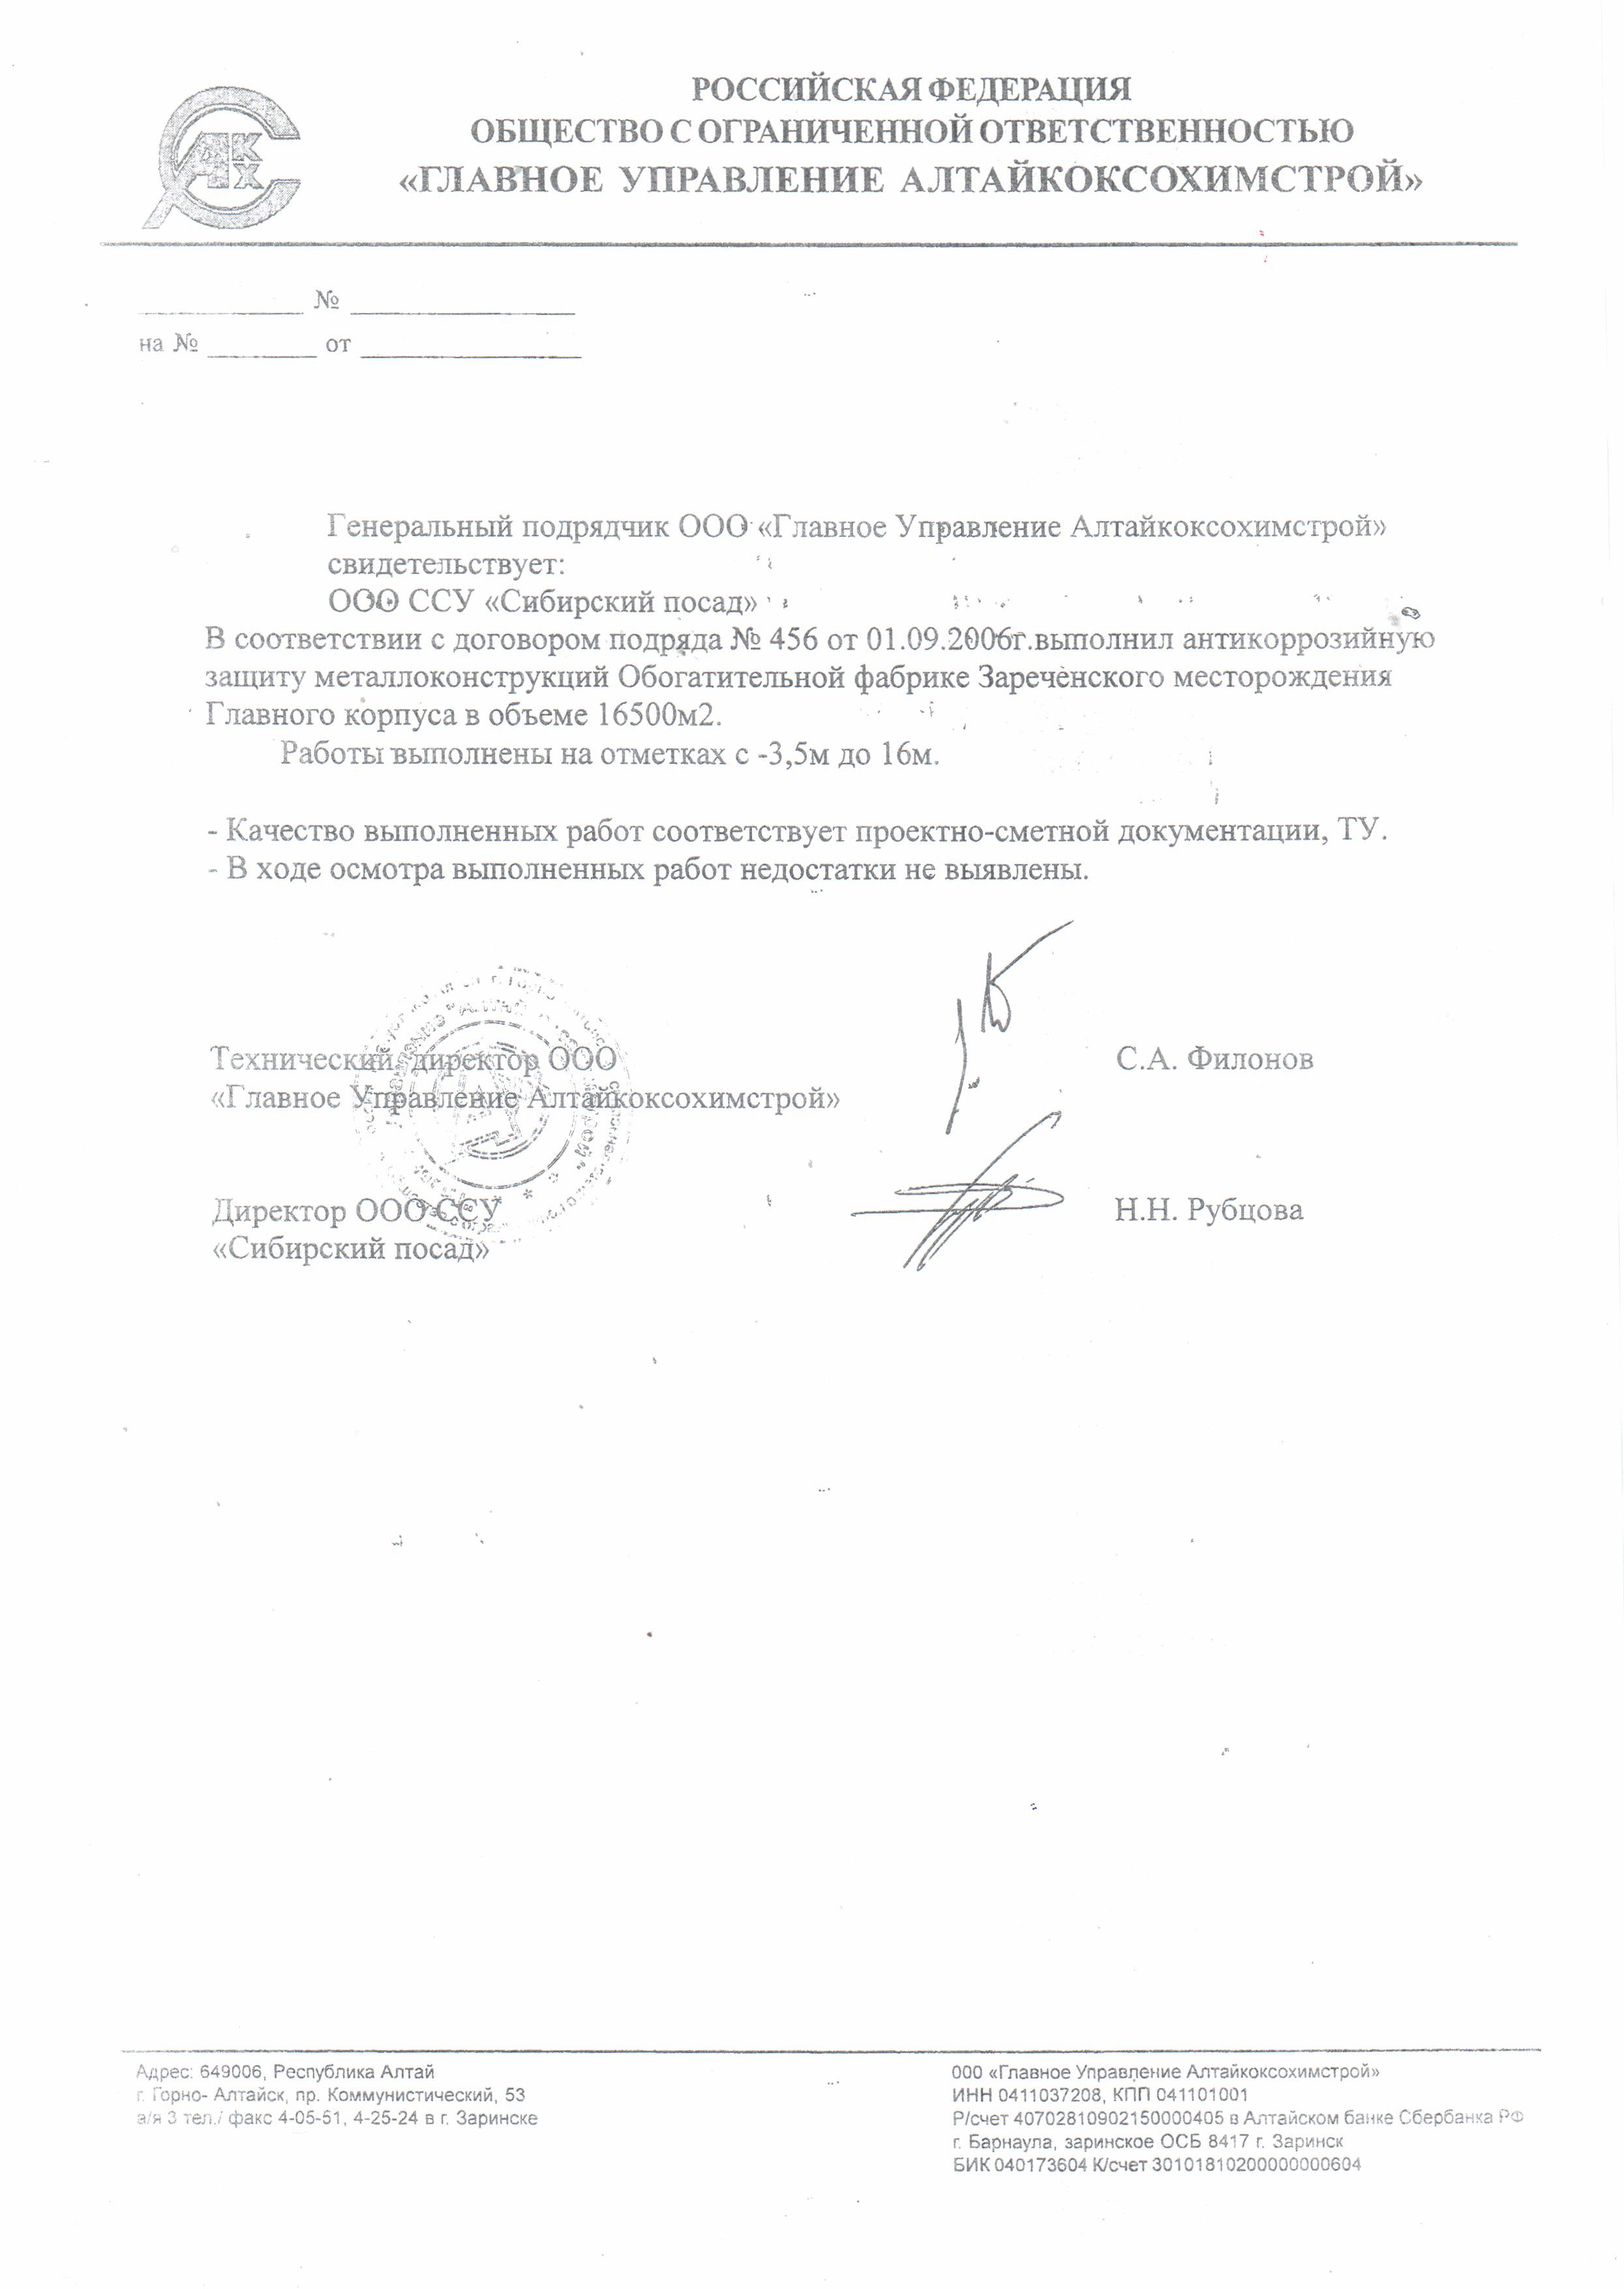 РОССИЙСКАЯ ФЕДЕРАЦИЯ
ОБЩЕСТВО С ОГРАНИЧЕННОЙ ОТВЕТСТВЕННОСТЬЮ
«ГЛАВНОЕ УПРАВЛЕНИЕ АЛТАЙКОКСОХИМСТРОЙ»
АКХ
____________ № ________________
на № ________ от ________________
Генеральный подрядчик ООО «Главное Управление Алтайкоксохимстрой»
свидетельствует:
ООО ССУ «Сибирский посад»
В соответствии с договором подряда № 456 от 01.09.2006г.выполнил антикоррозийную
защиту металлоконструкций Обогатительной фабрике Зареченского месторождения
Главного корпуса в объеме 16500м2.
Работы выполнены на отметках с -3,5м до 16м.
- Качество выполненных работ соответствует проектно-сметной документации, ТУ.
- В ходе осмотра выполненных работ недостатки не выявлены.
Технический директор ООО С.А. Филонов
«Главное Управление Алтайкоксохимстрой»
Директор ООО ССУ Н.Н. Рубцова
«Сибирский посад»
Адрес: 649006, Республика Алтай
г. Горно- Алтайск, пр. Коммунистический, 53
а/я 3 тел./ факс 4-05-51, 4-25-24 в г. Заринске
ООО «Главное Управление Алтайкоксохимстрой»
ИНН 0411037208, КПП 041101001
Р/счет 40702810902150000405 в Алтайском банке Сбербанка РФ
г. Барнаула, заринское ОСБ 8417 г. Заринск
БИК 040173604 К/счет 30101810200000000604